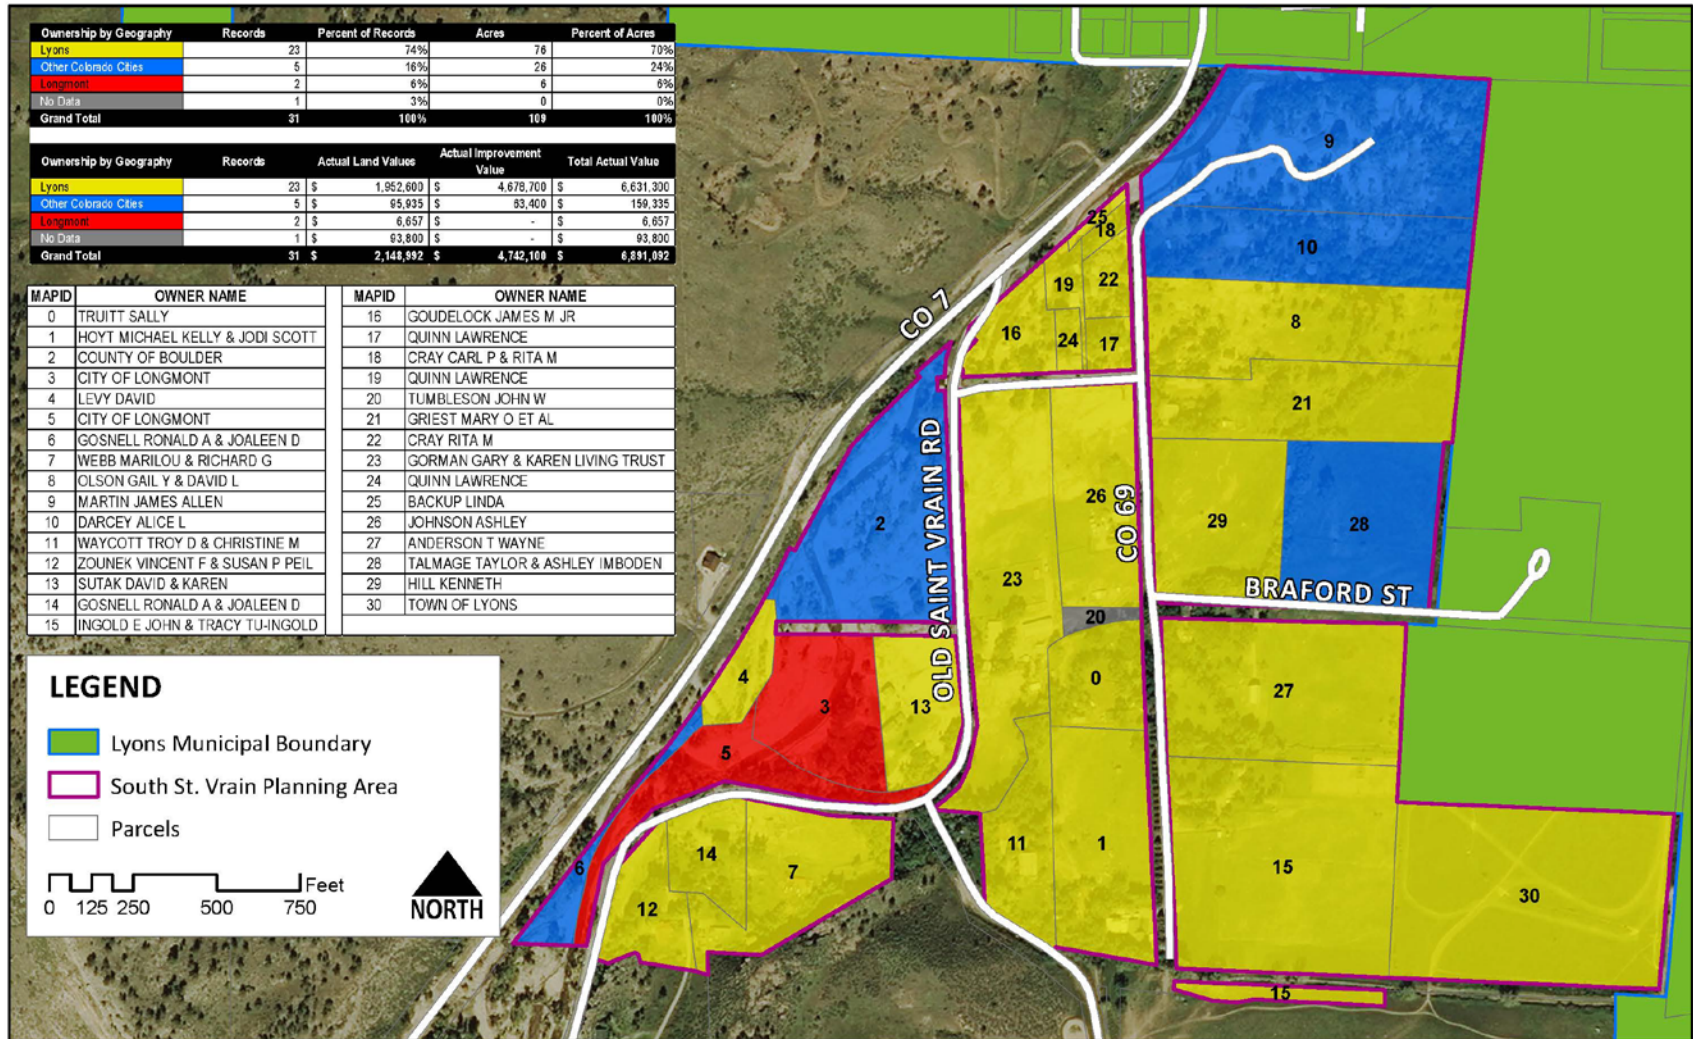 Ownership by Geography Records Percent of Records Acres Percent of Acres
Lyons 23 74% 76 70%
Other Colorado Cities 5 16% 26 24%
Longmont 2 6% 6 6%
No Data 1 3% 0 0%
Grand Total 31 100% 109 100%
Ownership by Geography Records Actual Land Values Actual Improvement Value Total Actual Value
Lyons 23 $ 1,952,600 $ 4,678,700 $ 6,631,300
Other Colorado Cities 5 $ 95,935 $ 63,400 $ 159,335
Longmont 2 $ 6,657 $ - $ 6,657
No Data 1 $ 93,800 $ - $ 93,800
Grand Total 31 $ 2,148,992 $ 4,742,100 $ 6,891,092
MAPID OWNER NAME
0 TRUITT SALLY
1 HOYT MICHAEL KELLY & JODI SCOTT
2 COUNTY OF BOULDER
3 CITY OF LONGMONT
4 LEVY DAVID
5 CITY OF LONGMONT
6 GOSNELL RONALD A & JOALEEN D
7 WEBB MARILOU & RICHARD G
8 OLSON GAIL Y & DAVID L
9 MARTIN JAMES ALLEN
10 DARCEY ALICE L
11 WAYCOTT TROY D & CHRISTINE M
12 ZOUNEK VINCENT F & SUSAN P PEIL
13 SUTAK DAVID & KAREN
14 GOSNELL RONALD A & JOALEEN D
15 INGOLD E JOHN & TRACY TU-INGOLD
MAPID OWNER NAME
16 GOUDELOCK JAMES M JR
17 QUINN LAWRENCE
18 CRAY CARL P & RITA M
19 QUINN LAWRENCE
20 TUMBLESON JOHN W
21 GRIEST MARY O ET AL
22 CRAY RITA M
23 GORMAN GARY & KAREN LIVING TRUST
24 QUINN LAWRENCE
25 BACKUP LINDA
26 JOHNSON ASHLEY
27 ANDERSON T WAYNE
28 TALMAGE TAYLOR & ASHLEY IMBODEN
29 HILL KENNETH
30 TOWN OF LYONS
LEGEND
Lyons Municipal Boundary
South St. Vrain Planning Area
Parcels
Feet
0 125 250 500 750
NORTH
CO 7
OLD SAINT VRAIN RD
CO 69
BRAFORD ST
9
10
25
18
19
22
8
16
24
17
21
26
2
29
28
23
20
4
0
27
3
13
5
14
11
1
6
7
15
12
30
15